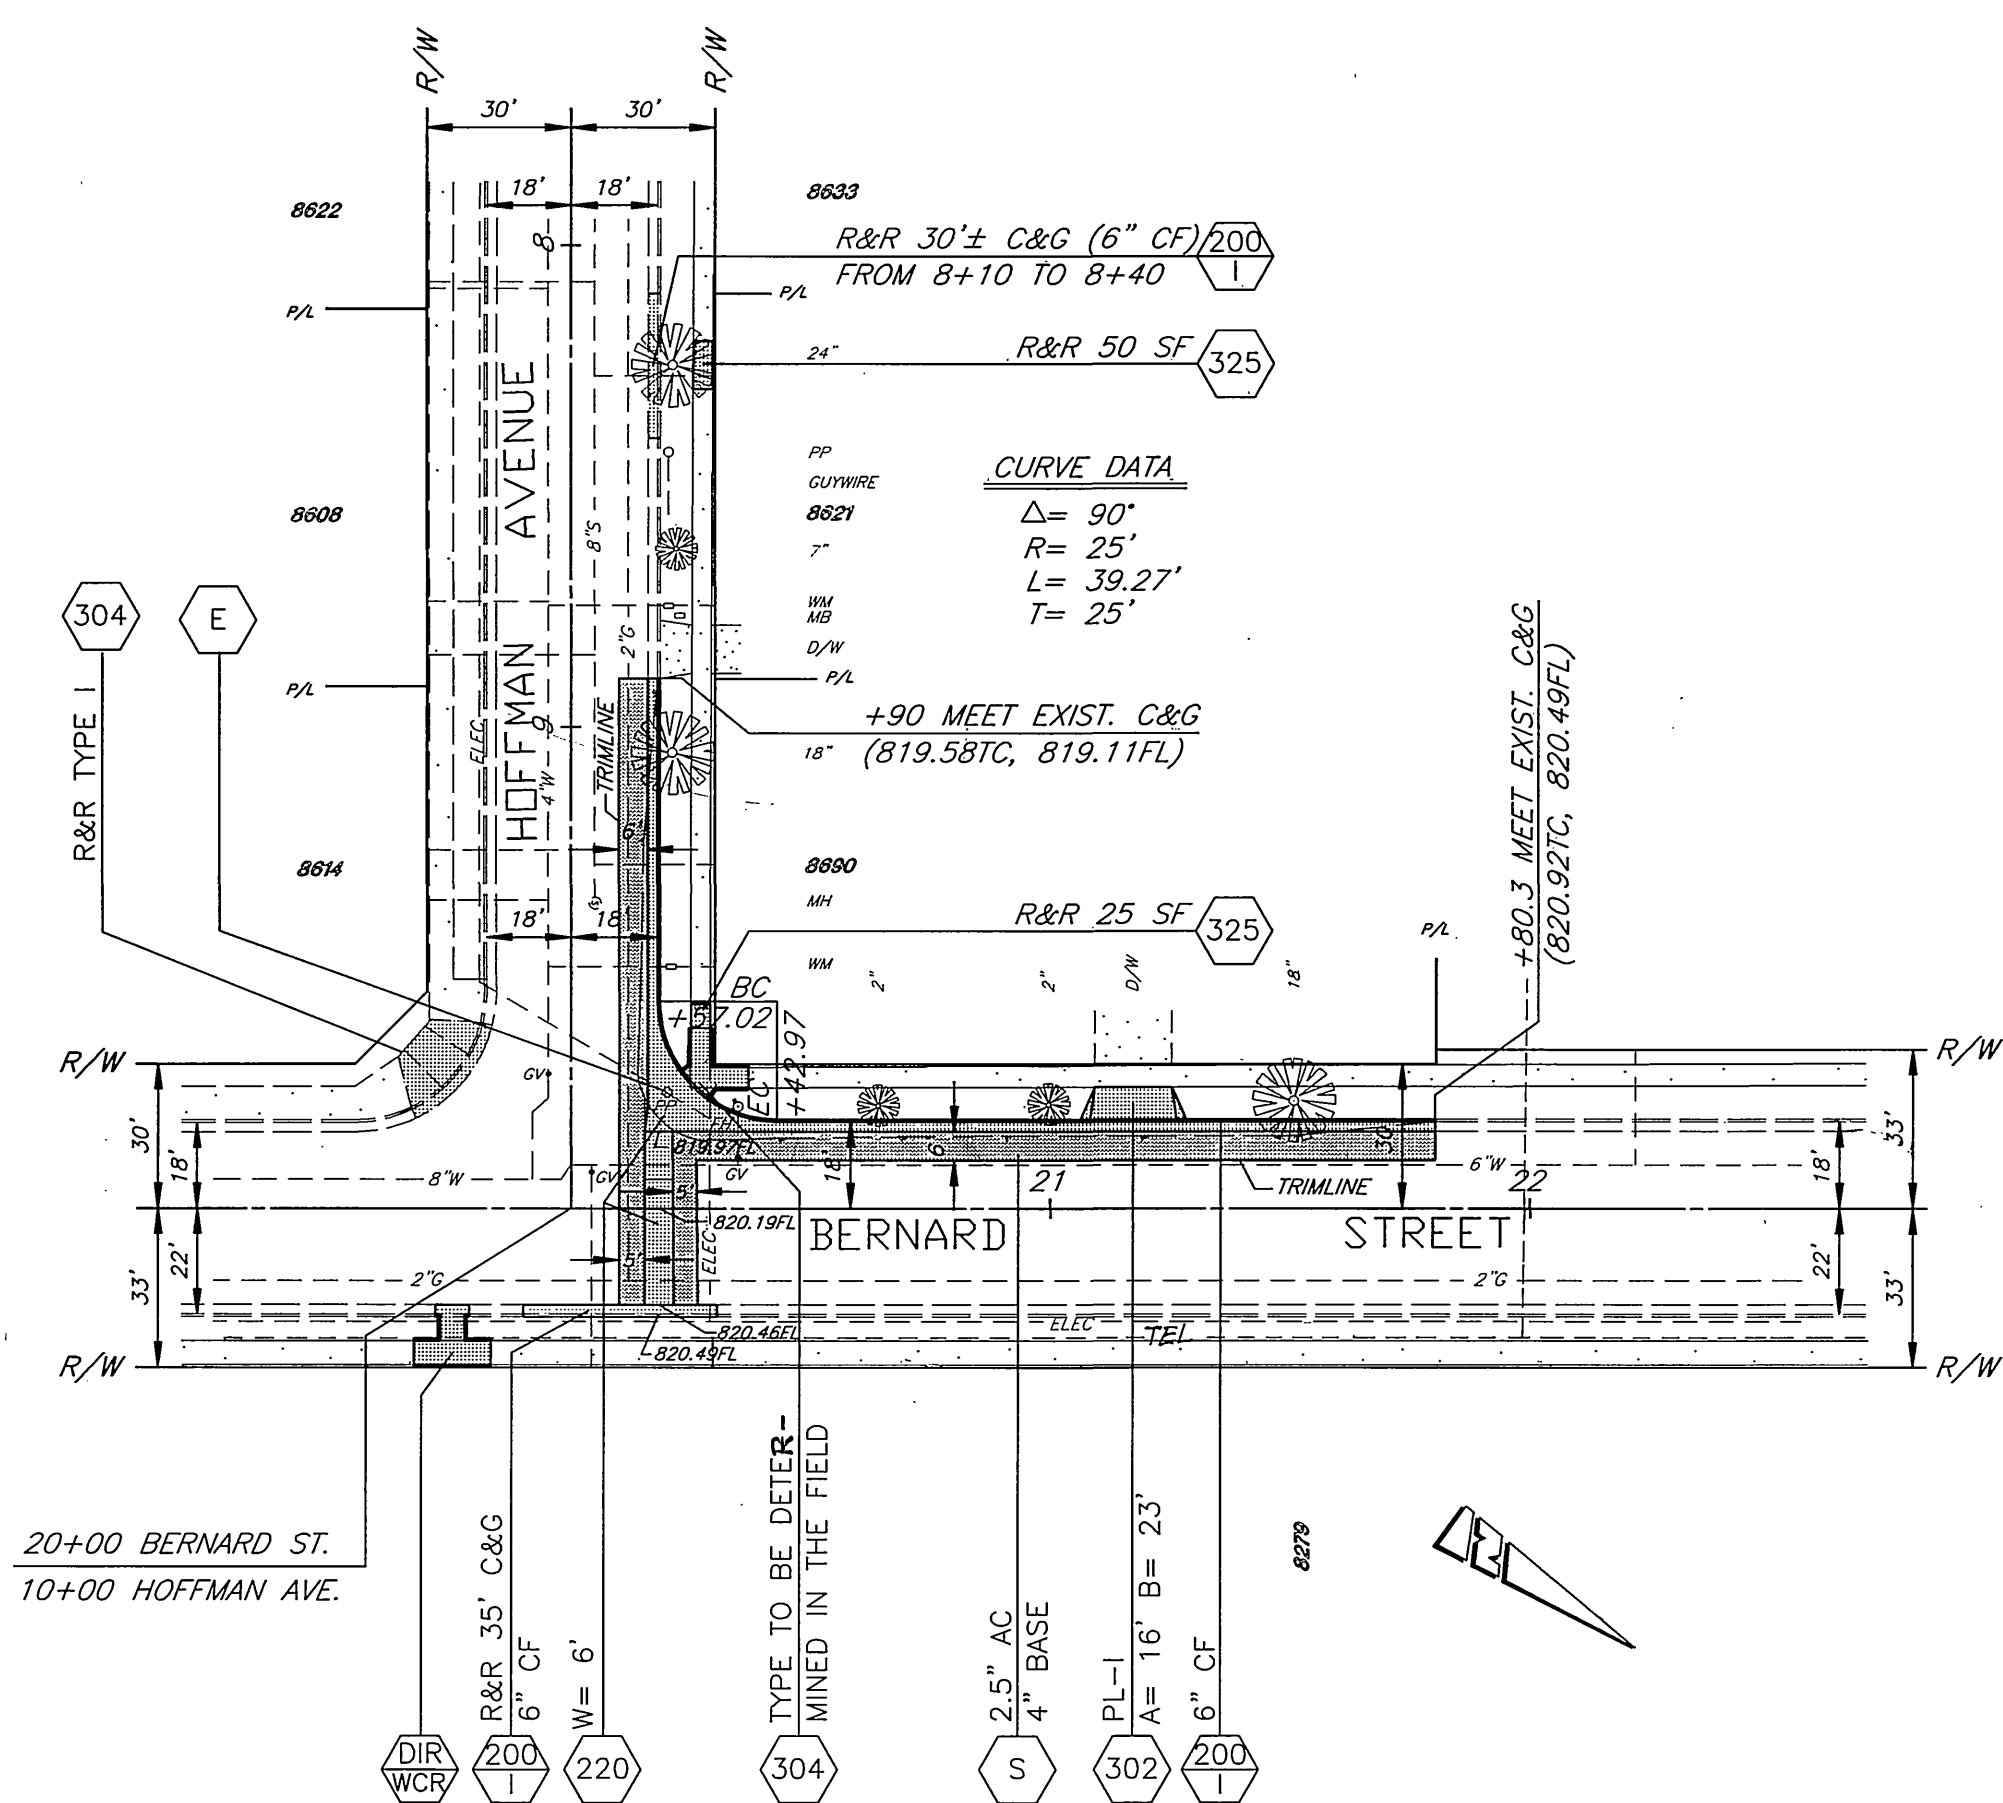 R/W
R/W
30'
30'
18'
18'
8622
8633
8
R&R 30'± C&G (6" CF)
FROM 8+10 TO 8+40
200
I
P/L
P/L
24"
R&R 50 SF
325
HOFFMAN AVENUE
PP
GUYWIRE
8608
8621
7"
8"S
CURVE DATA
Δ= 90°
R= 25'
L= 39.27'
T= 25'
304
E
R&R TYPE I
WM
MB
D/W
2"G
P/L
P/L
ELEC
9
4"W
TRIMLINE
+90 MEET EXIST. C&G
(819.58TC, 819.11FL)
18"
+80.3 MEET EXIST. C&G
(820.92TC, 820.49FL)
6'
8614
8690
MH
(S)
18'
18'
R&R 25 SF
325
WM
2"
2"
D/W
18"
P/L
BC
+57.02
EC
+42.97
R/W
R/W
GV
PP
FH
819.97FL
30'
18'
8"W
GV
GV
5'
18'
6'
30'
6"W
TRIMLINE
21
22
18'
33'
820.19FL
BERNARD STREET
33'
22'
2"G
5'
ELEC
2"G
22'
33'
820.46FL
820.49FL
ELEC
TEL
R/W
R/W
20+00 BERNARD ST.
10+00 HOFFMAN AVE.
R&R 35' C&G
6" CF
W= 6'
TYPE TO BE DETER-
MINED IN THE FIELD
2.5" AC
4" BASE
PL-I
A= 16' B= 23'
6" CF
8279
DIR
WCR
200
I
220
304
S
302
200
I